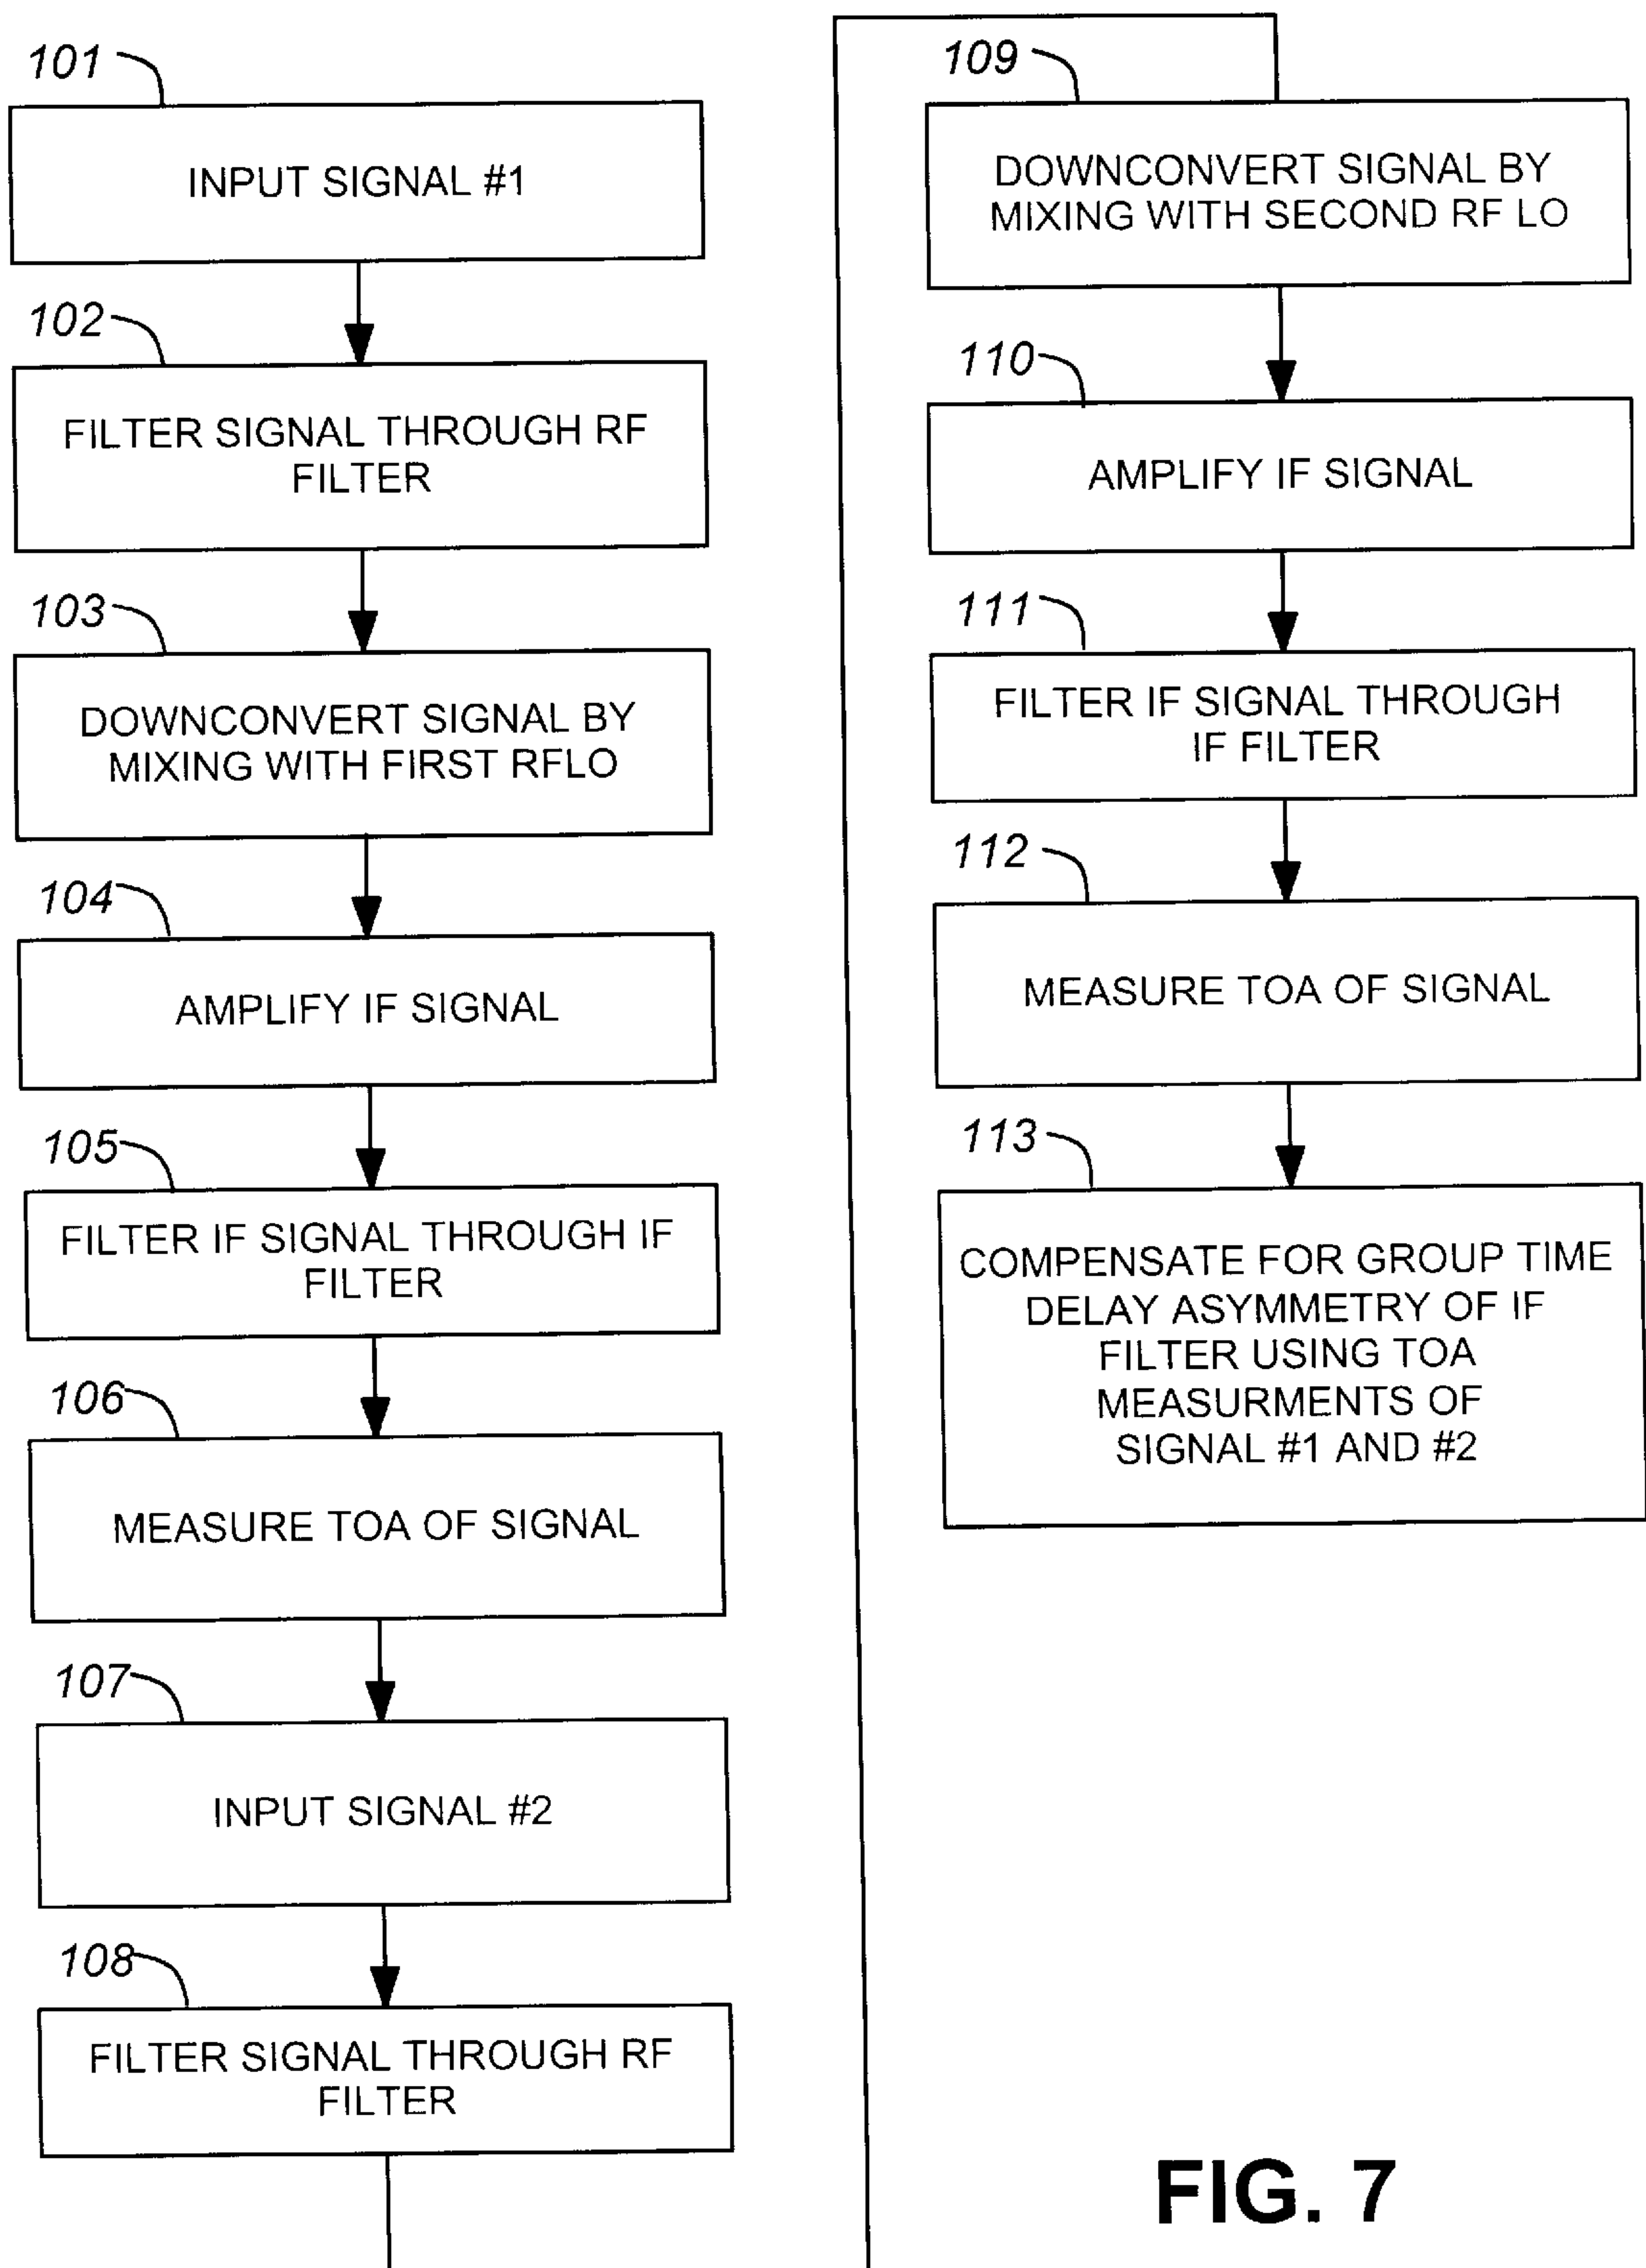 101
INPUT SIGNAL #1
102
FILTER SIGNAL THROUGH RF
FILTER
103
DOWNCONVERT SIGNAL BY
MIXING WITH FIRST RFLO
104
AMPLIFY IF SIGNAL
105
FILTER IF SIGNAL THROUGH IF
FILTER
106
MEASURE TOA OF SIGNAL
107
INPUT SIGNAL #2
108
FILTER SIGNAL THROUGH RF
FILTER
109
DOWNCONVERT SIGNAL BY
MIXING WITH SECOND RF LO
110
AMPLIFY IF SIGNAL
111
FILTER IF SIGNAL THROUGH
IF FILTER
112
MEASURE TOA OF SIGNAL
113
COMPENSATE FOR GROUP TIME
DELAY ASYMMETRY OF IF
FILTER USING TOA
MEASURMENTS OF
SIGNAL #1 AND #2
FIG. 7